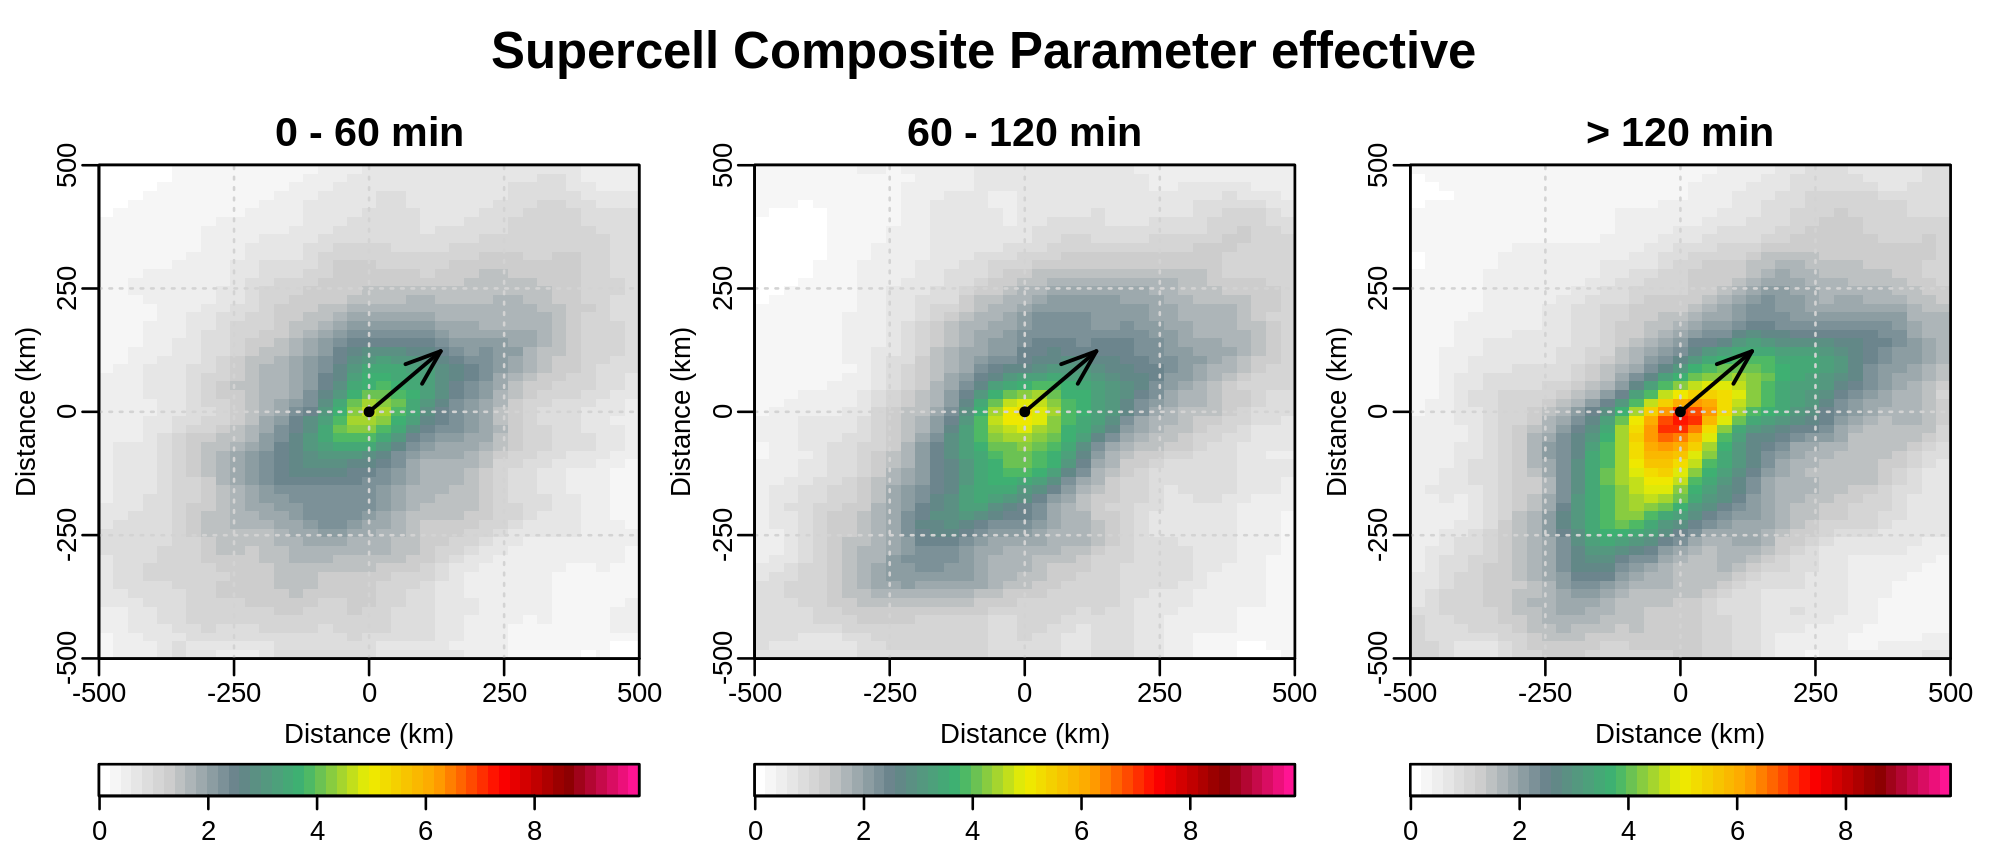 Supercell Composite Parameter effective
0 - 60 min
60 - 120 min
> 120 min
Distance (km)
500
250
0
-250
-500
Distance (km)
500
250
0
-250
-500
Distance (km)
500
250
0
-250
-500
-500 -250 0 250 500
-500 -250 0 250 500
-500 -250 0 250 500
Distance (km)
Distance (km)
Distance (km)
0 2 4 6 8
0 2 4 6 8
0 2 4 6 8